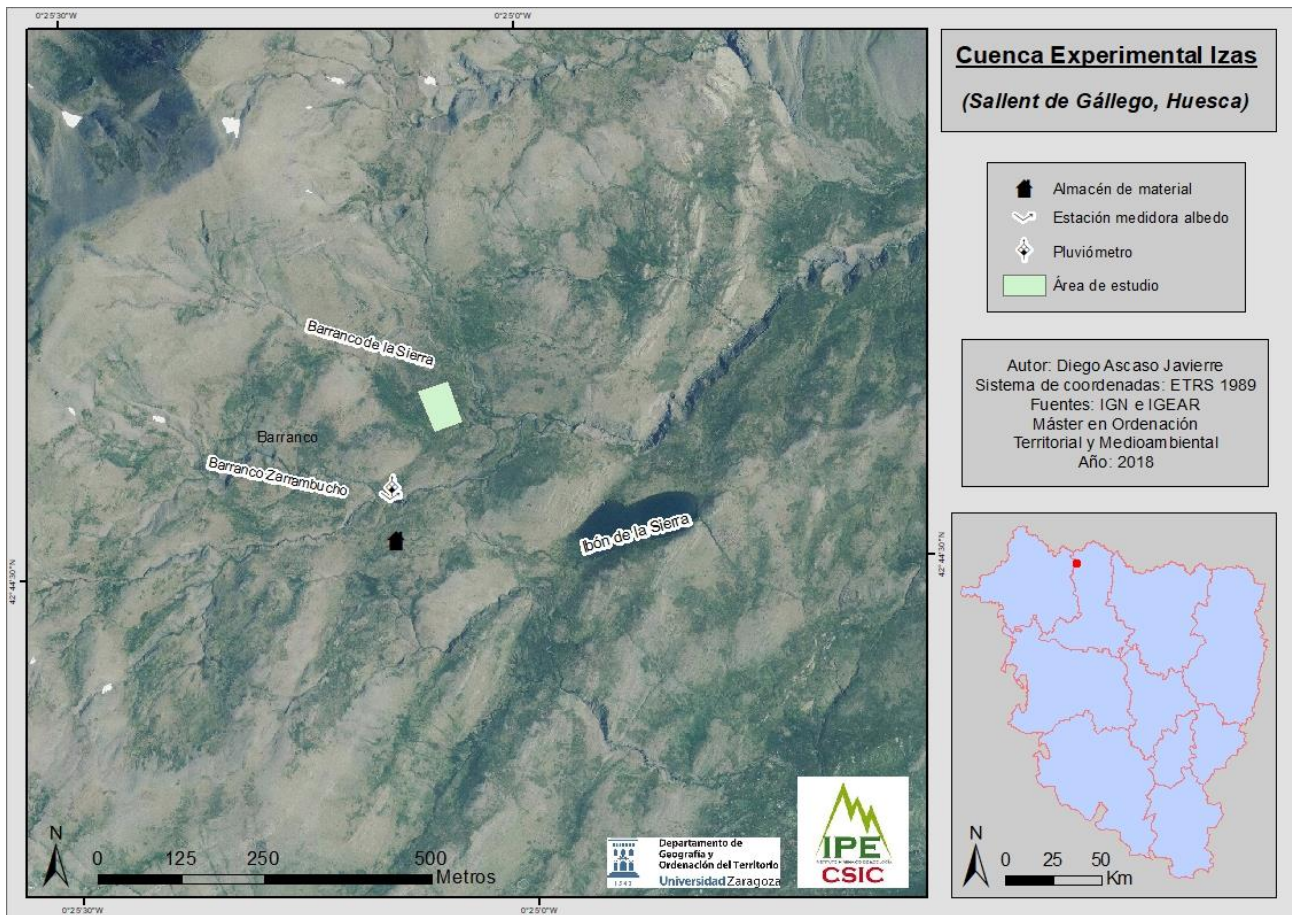 0°25'30"W
0°25'0"W
Cuenca Experimental Izas
(Sallent de Gállego, Huesca)
Almacén de material
Estación medidora albedo
Pluviómetro
Área de estudio
Barranco de la Sierra
Barranco
Barranco Zarrambucho
Ibón de la Sierra
42°44'30"N
42°44'30"N
Autor: Diego Ascaso Javierre
Sistema de coordenadas: ETRS 1989
Fuentes: IGN e IGEAR
Máster en Ordenación
Territorial y Medioambiental
Año: 2018
N
0 125 250 500
Metros
Departamento de
Geografía y
Ordenación del Territorio
Universidad Zaragoza
1542
IPE
CSIC
N
0 25 50
Km
0°25'30"W
0°25'0"W